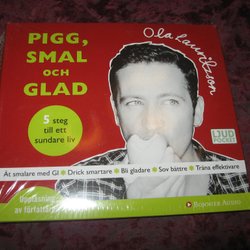 PIGG,
SMAL
OCH
GLAD
Ola Lauritzson
5 steg
till ett
sundare liv
LJUD
POCKET
Ät smalare med GI * Drick smartare * Bli gladare * Sov bättre * Träna effektivare
Uppläsning
av författaren
BONNIER AUDIO